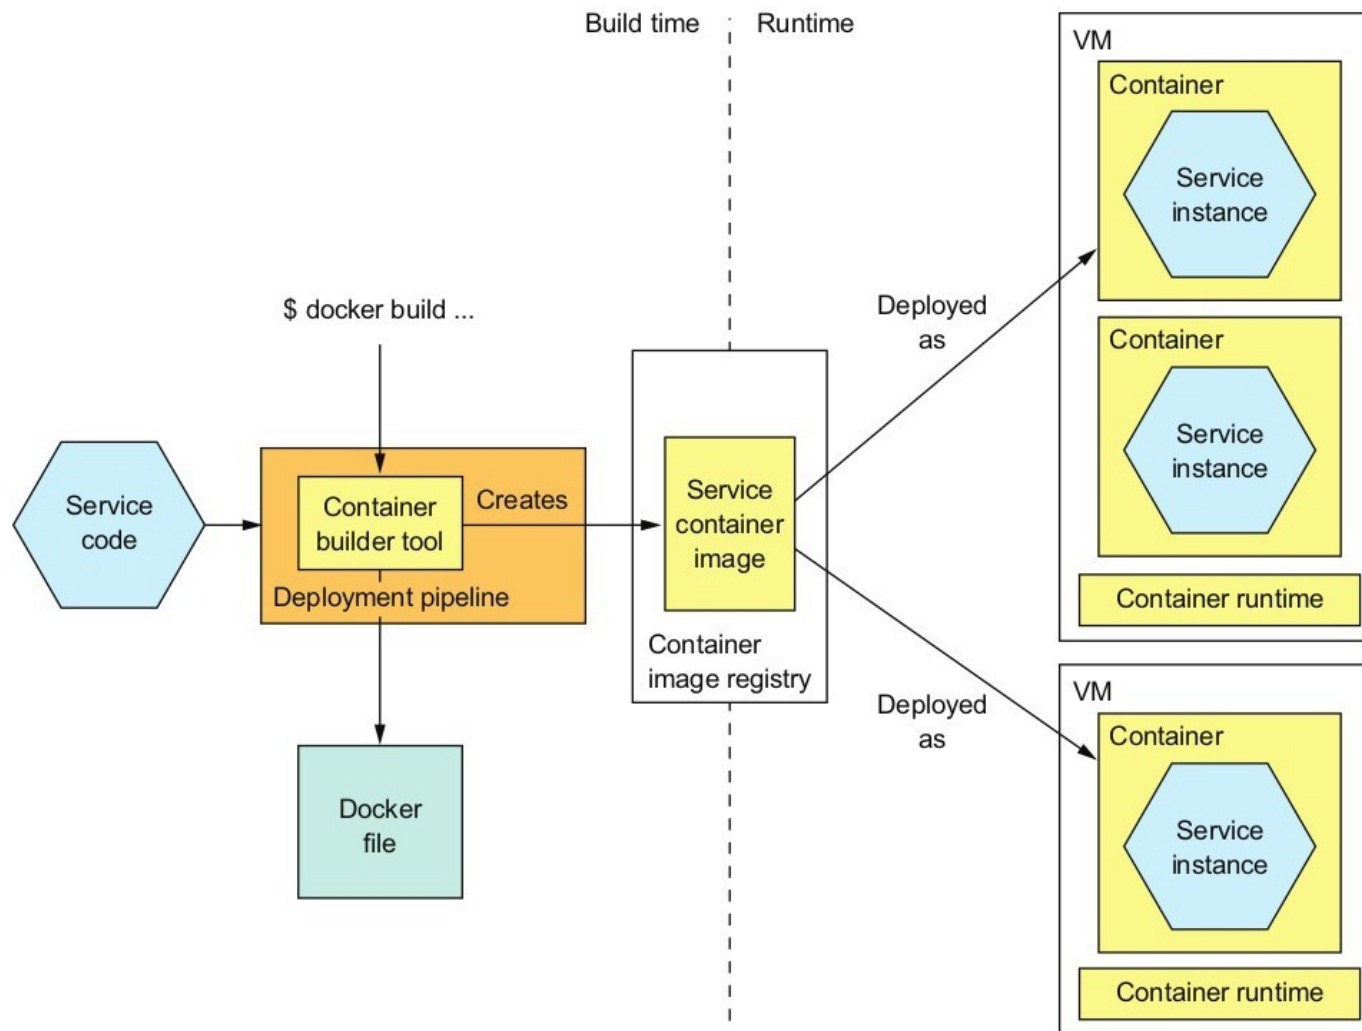 Build time
Runtime
$ docker build ...
Service
code
Container
builder tool
Creates
Deployment pipeline
Docker
file
Service
container
image
Container
image registry
Deployed
as
Deployed
as
VM
Container
Service
instance
Container
Service
instance
Container runtime
VM
Container
Service
instance
Container runtime